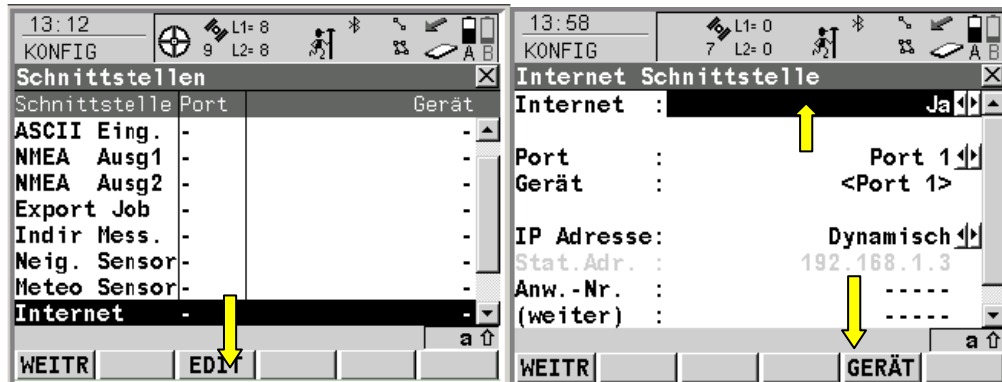 13:12
KONFIG
9
L1= 8
L2= 8
A B
Schnittstellen
Schnittstelle Port Gerät
ASCII Eing. - -
NMEA Ausg1 - -
NMEA Ausg2 - -
Export Job - -
Indir Mess. - -
Neig. Sensor - -
Meteo Sensor - -
Internet - -
a
WEITR EDIT
13:58
KONFIG
7
L1= 0
L2= 0
A B
Internet Schnittstelle
Internet : Ja
Port : Port 1
Gerät : <Port 1>
IP Adresse: Dynamisch
Stat.Adr. : 192.168.1.3
Anw.-Nr. : -----
(weiter) : -----
a
WEITR GERÄT